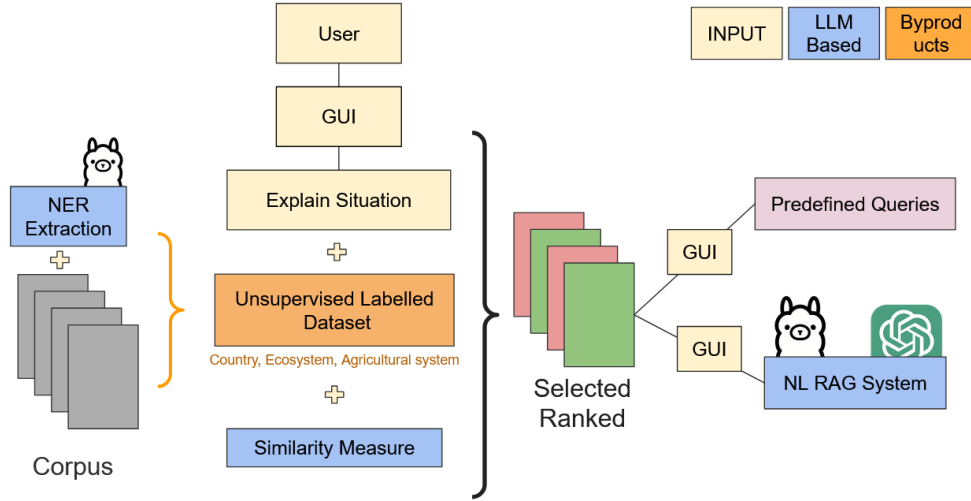 User
GUI
Explain Situation
INPUT
LLM
Based
Byprod
ucts
NER
Extraction
Corpus
Unsupervised Labelled
Dataset
Country, Ecosystem, Agricultural system
Similarity Measure
Selected
Ranked
GUI
Predefined Queries
GUI
NL RAG System